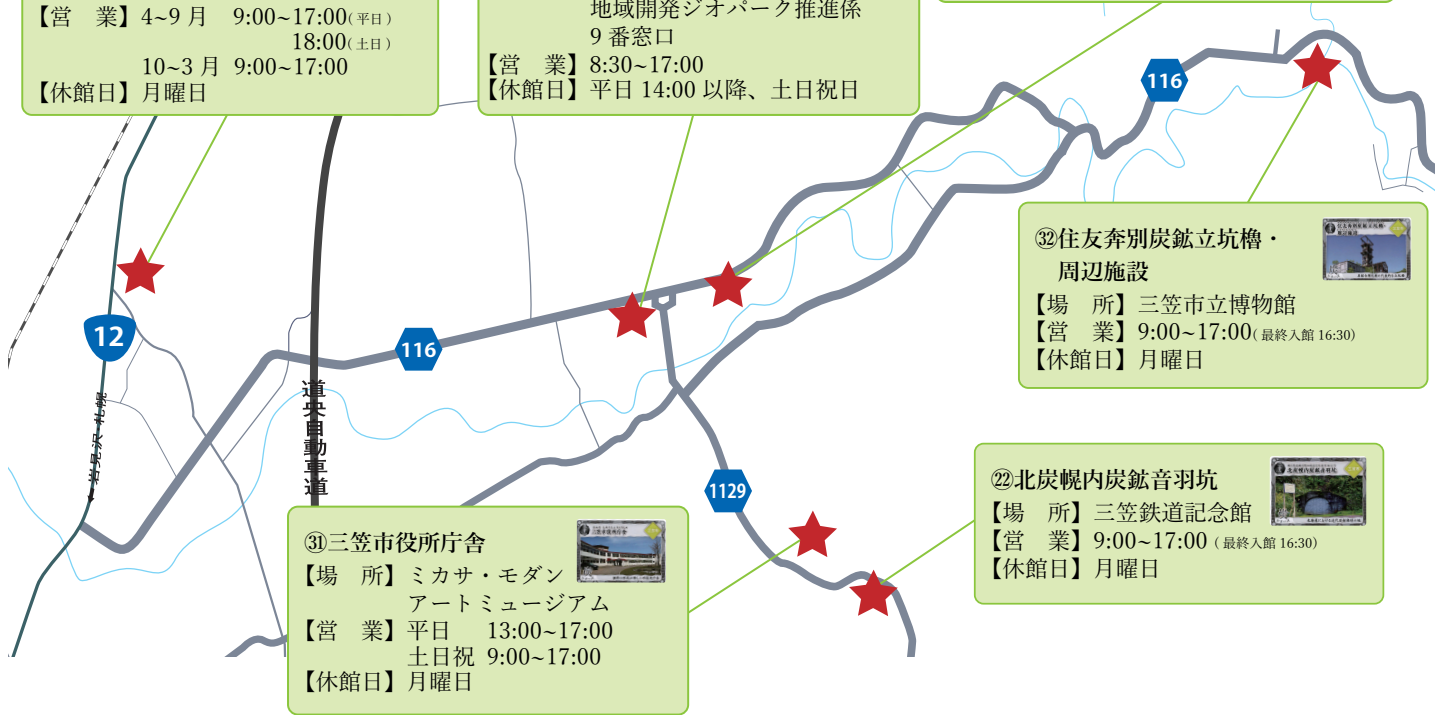 【営　業】4~9月　9:00~17:00(平日)
18:00(土日)
10~3月 9:00~17:00
【休館日】月曜日
地域開発ジオパーク推進係
9番窓口
【営　業】8:30~17:00
【休館日】平日14:00以降、土日祝日
116
㉜住友奔別炭鉱立坑櫓・
周辺施設
【場　所】三笠市立博物館
【営　業】9:00~17:00(最終入館16:30)
【休館日】月曜日
12
116
道央自動車道
岩見沢・札幌
1129
㉒北炭幌内炭鉱音羽坑
【場　所】三笠鉄道記念館
【営　業】9:00~17:00(最終入館16:30)
【休館日】月曜日
㉛三笠市役所庁舎
【場　所】ミカサ・モダン
アートミュージアム
【営　業】平日　13:00~17:00
土日祝 9:00~17:00
【休館日】月曜日